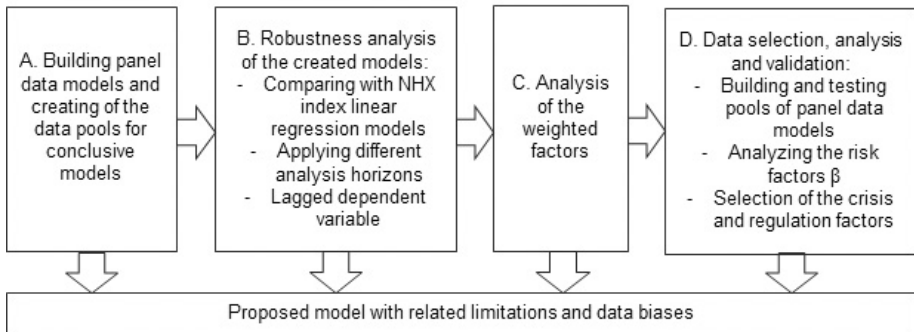 A. Building panel
data models and
creating of the
data pools for
conclusive
models
B. Robustness analysis
of the created models:
- Comparing with NHX
index linear
regression models
- Applying different
analysis horizons
- Lagged dependent
variable
C. Analysis
of the
weighted
factors
D. Data selection, analysis
and validation:
- Building and testing
pools of panel data
models
- Analyzing the risk
factors β
- Selection of the crisis
and regulation factors
Proposed model with related limitations and data biases